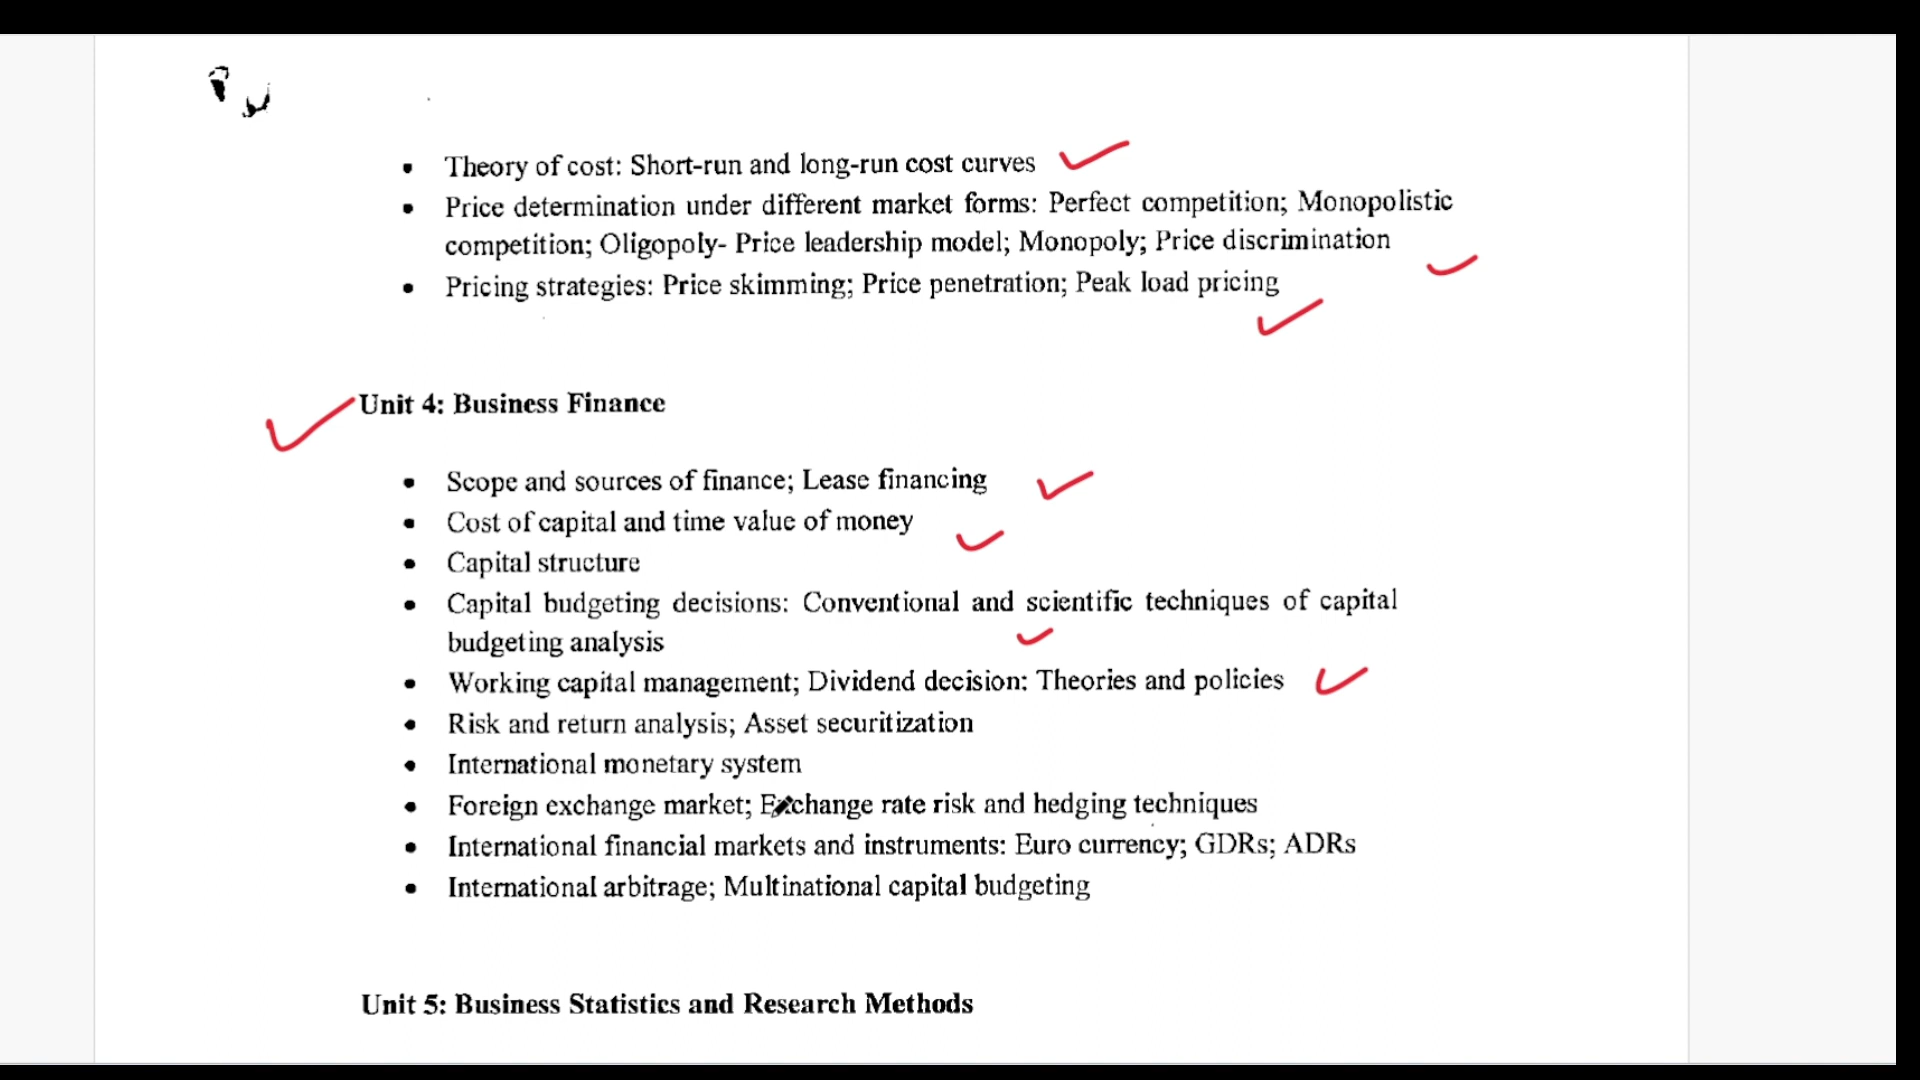 • Theory of cost: Short-run and long-run cost curves
• Price determination under different market forms: Perfect competition; Monopolistic
competition; Oligopoly- Price leadership model; Monopoly; Price discrimination
• Pricing strategies: Price skimming; Price penetration; Peak load pricing
Unit 4: Business Finance
• Scope and sources of finance; Lease financing
• Cost of capital and time value of money
• Capital structure
• Capital budgeting decisions: Conventional and scientific techniques of capital
budgeting analysis
• Working capital management; Dividend decision: Theories and policies
• Risk and return analysis; Asset securitization
• International monetary system
• Foreign exchange market; Exchange rate risk and hedging techniques
• International financial markets and instruments: Euro currency; GDRs; ADRs
• International arbitrage; Multinational capital budgeting
Unit 5: Business Statistics and Research Methods